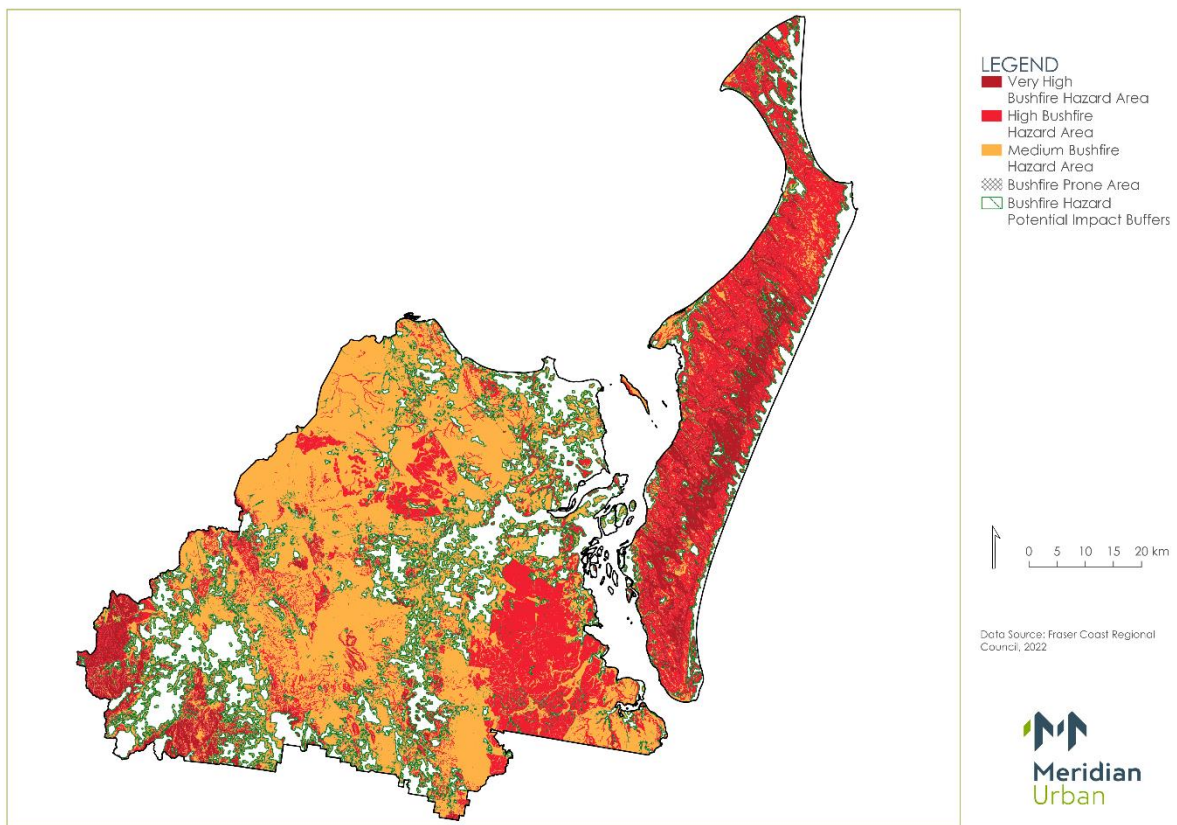 LEGEND
Very High
Bushfire Hazard Area
High Bushfire
Hazard Area
Medium Bushfire
Hazard Area
Bushfire Prone Area
Bushfire Hazard
Potential Impact Buffers
0 5 10 15 20 km
Data Source: Fraser Coast Regional
Council, 2022
Meridian
Urban